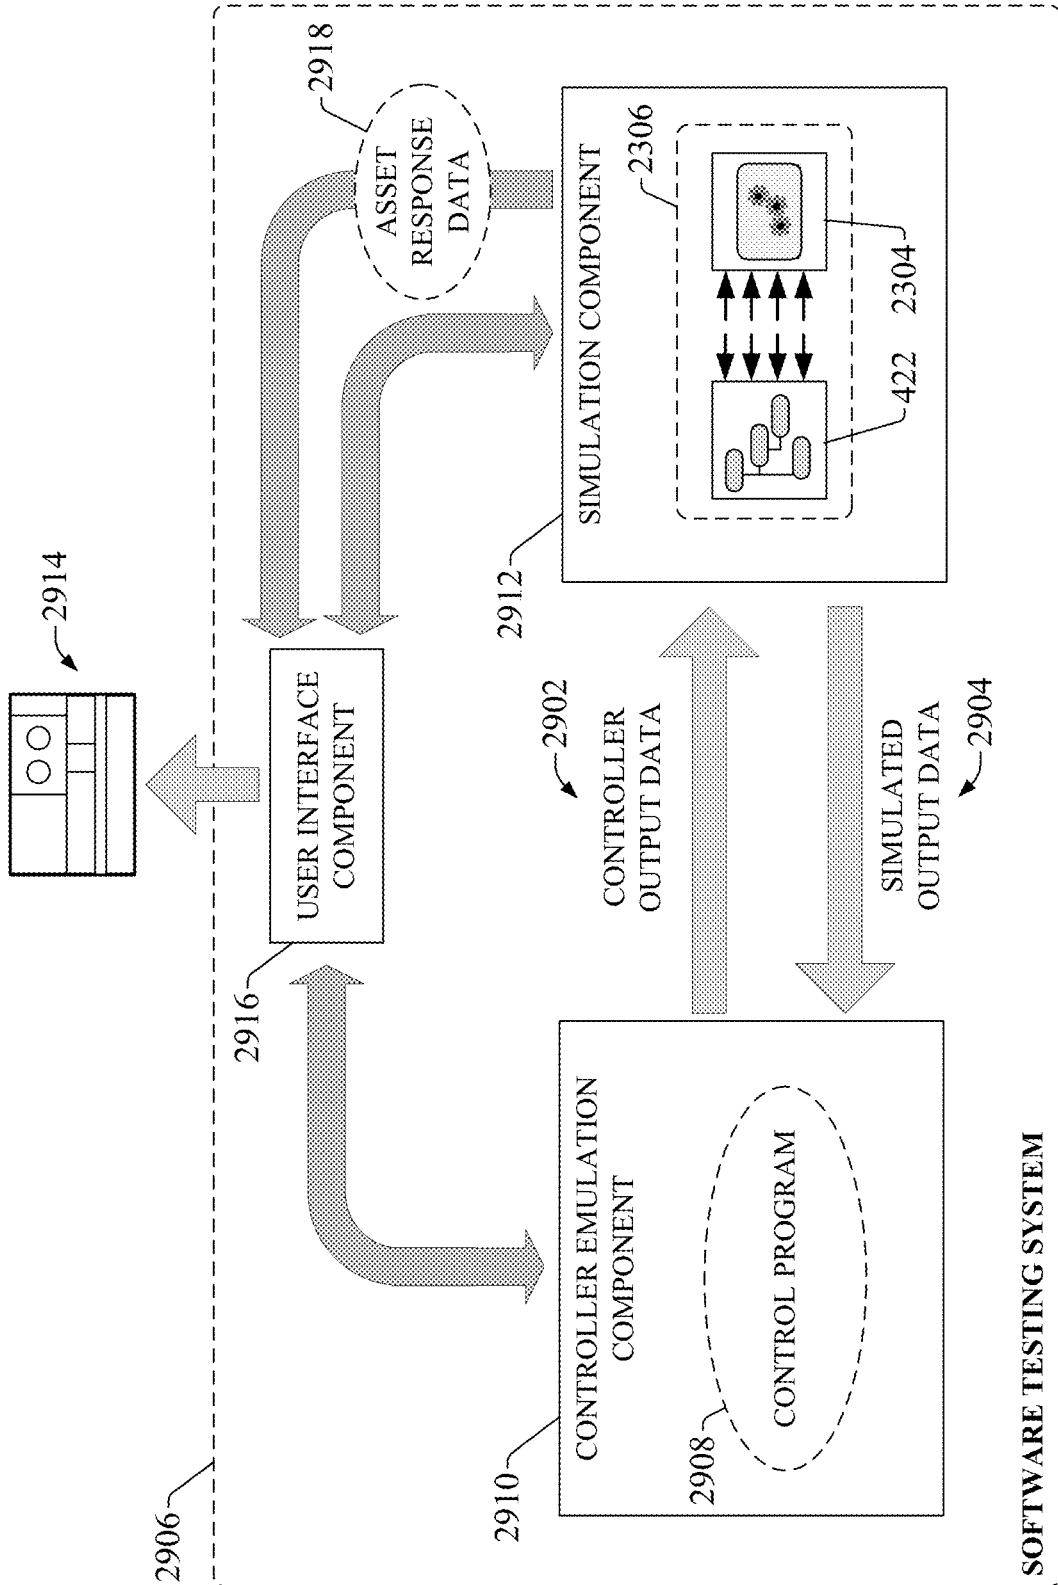 2914
2906
2916
USER INTERFACE
COMPONENT
2918
ASSET
RESPONSE
DATA
2910
CONTROLLER EMULATION
COMPONENT
2908
CONTROL PROGRAM
2902
CONTROLLER
OUTPUT DATA
SIMULATED
OUTPUT DATA
2904
2912
SIMULATION COMPONENT
2306
422
2304
SOFTWARE TESTING SYSTEM